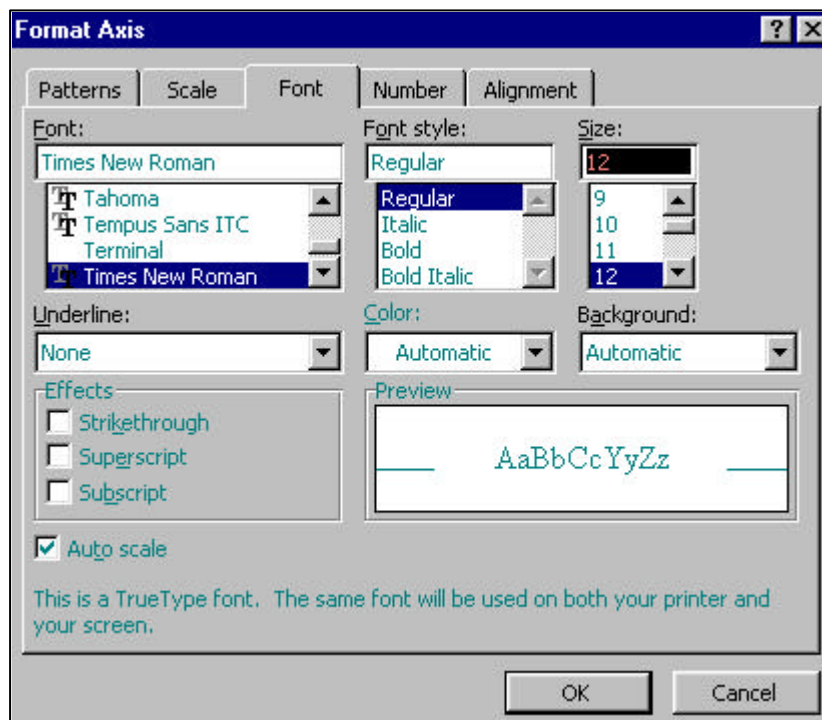 Format Axis
Patterns Scale Font Number Alignment
Font: Font style: Size:
Times New Roman Regular 12
Tahoma Regular 9
Tempus Sans ITC Italic 10
Terminal Bold 11
Times New Roman Bold Italic 12
Underline: Color: Background:
None Automatic Automatic
Effects Preview
Strikethrough
Superscript AaBbCcYyZz
Subscript
Auto scale
This is a TrueType font. The same font will be used on both your printer and
your screen.
OK Cancel